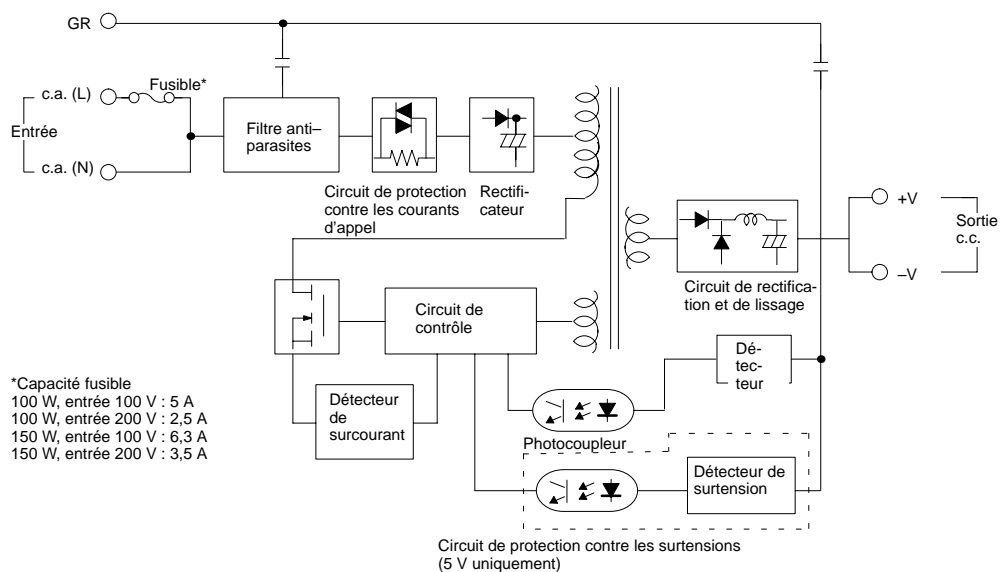 GR
c.a. (L)
Fusible*
Entrée
c.a. (N)
Filtre anti–
parasites
Circuit de protection
contre les courants
d'appel
Rectifi-
cateur
+V
Sortie
c.c.
–V
Circuit de rectifica-
tion et de lissage
Circuit de
contrôle
Dé-
tec-
teur
*Capacité fusible
100 W, entrée 100 V : 5 A
100 W, entrée 200 V : 2,5 A
150 W, entrée 100 V : 6,3 A
150 W, entrée 200 V : 3,5 A
Détecteur
de
surcourant
Photocoupleur
Détecteur de
surtension
Circuit de protection contre les surtensions
(5 V uniquement)